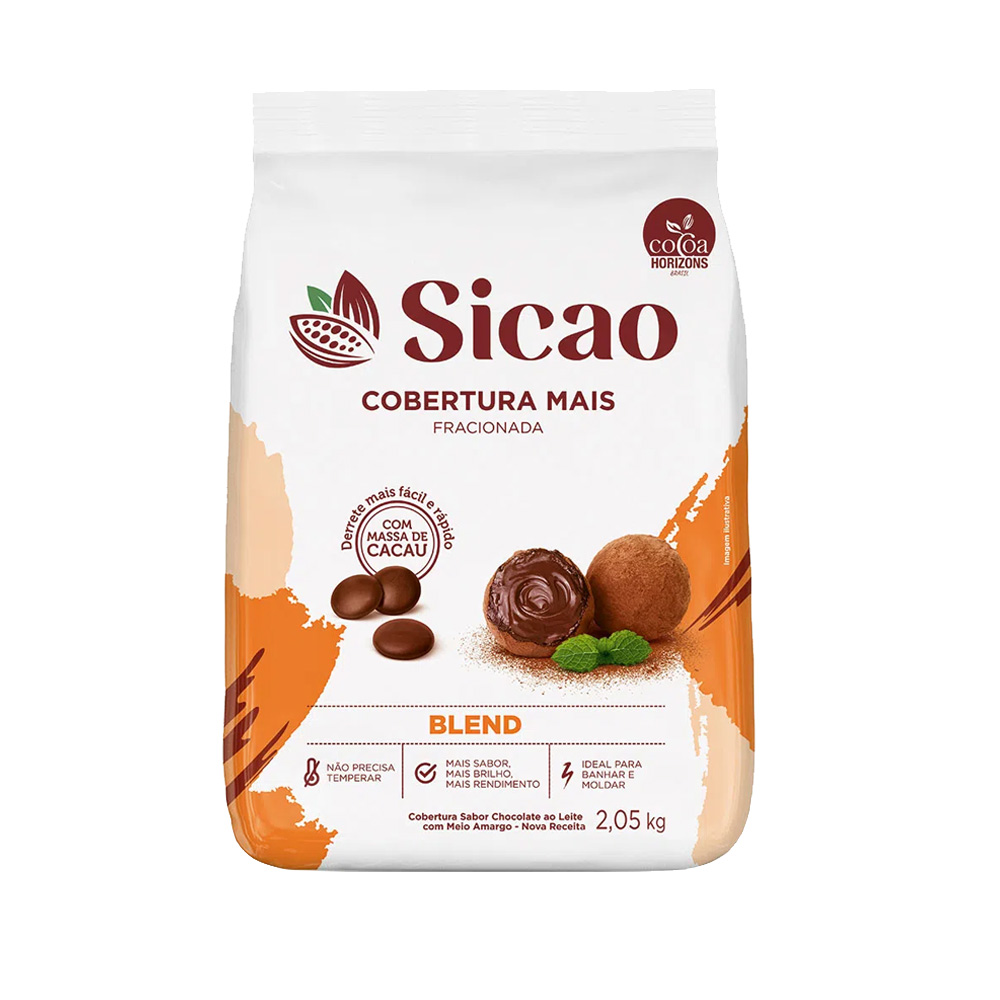 cocoa
HORIZONS
BRASIL
Sicao
COBERTURA MAIS
FRACIONADA
Derrete mais fácil e rápido
COM
MASSA DE
CACAU
Imagem ilustrativa
BLEND
NÃO PRECISA
TEMPERAR
MAIS SABOR,
MAIS BRILHO,
MAIS RENDIMENTO
IDEAL PARA
BANHAR E
MOLDAR
Cobertura Sabor Chocolate ao Leite
com Meio Amargo - Nova Receita
2,05 kg